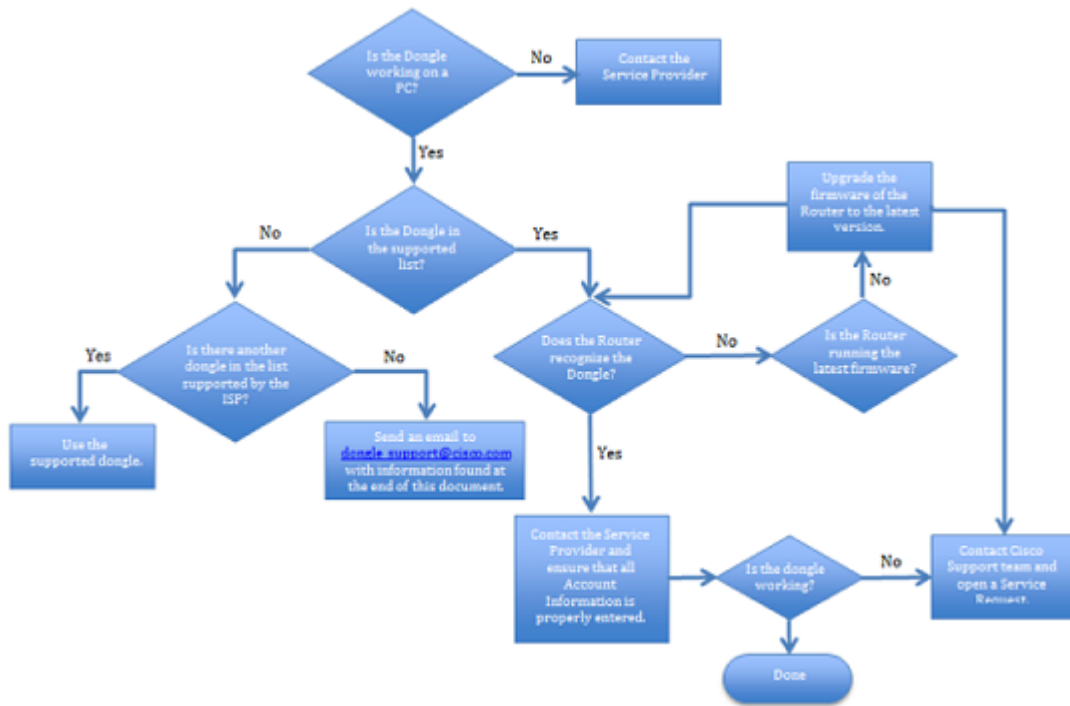 Is the Dongle
working on a
PC?
No
Contact the
Service Provider
Yes
Is the Dongle in
the supported
list?
No
Yes
Upgrade the
firmware of the
Router to the latest
version.
No
Is there another
dongle in the list
supported by the
ISP?
Yes
No
Does the Router
recognize the
Dongle?
No
Is the Router
running the
latest firmware?
Use the
supported dongle.
Send an email to
dongle_support@cisco.com
with information found at
the end of this document.
Yes
Contact the Service
Provider and
ensure that all
Account
Information is
properly entered.
Is the dongle
working?
No
Contact Cisco
Support team and
open a Service
Request.
Done